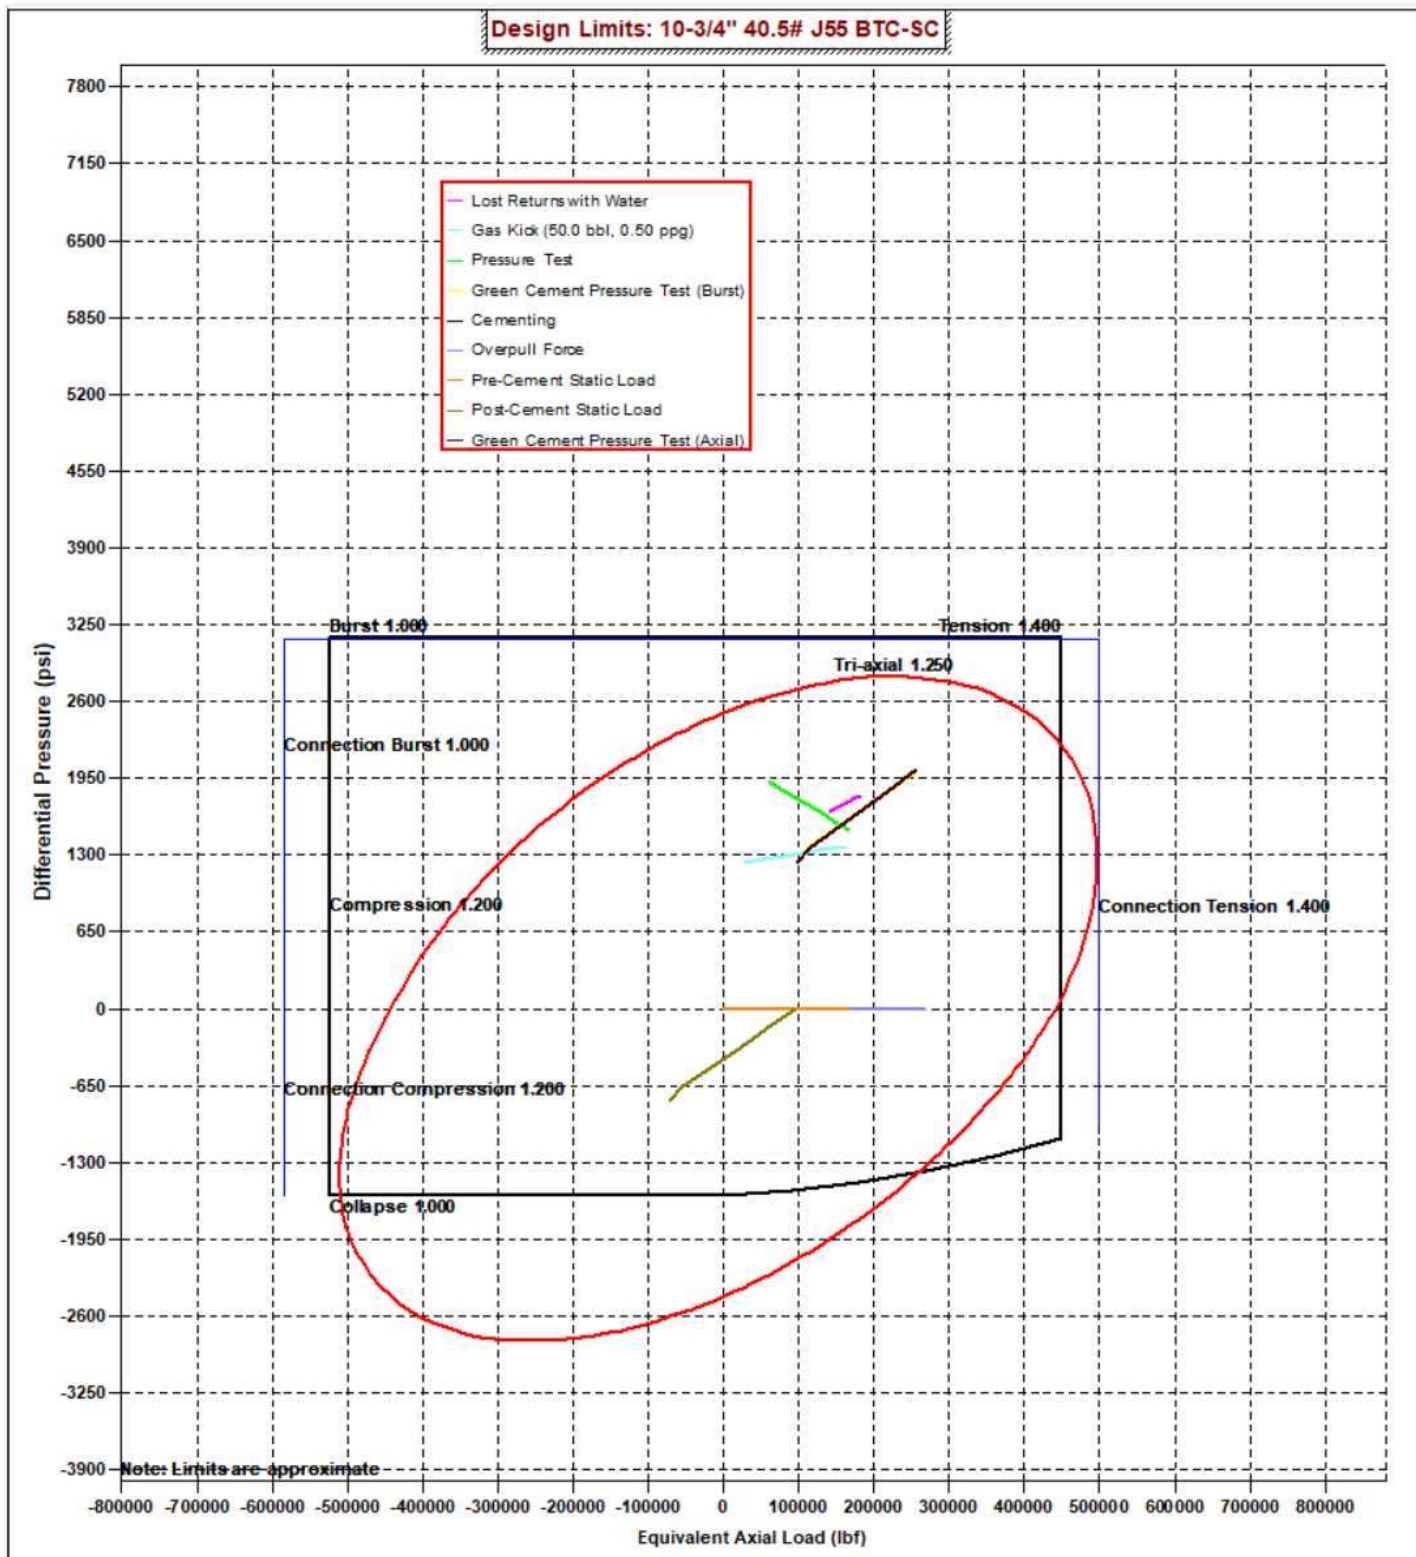 Design Limits: 10-3/4" 40.5# J55 BTC-SC
7800
7150
6500
5850
5200
4550
3900
3250
2600
1950
1300
650
0
-650
-1300
-1950
-2600
-3250
-3900
Differential Pressure (psi)
Lost Returns with Water
Gas Kick (50.0 bbl, 0.50 ppg)
Pressure Test
Green Cement Pressure Test (Burst)
Cementing
Overpull Force
Pre-Cement Static Load
Post-Cement Static Load
Green Cement Pressure Test (Axial)
Burst 1.000
Tension 1.400
Tri-axial 1.250
Connection Burst 1.000
Compression 1.200
Connection Tension 1.400
Connection Compression 1.200
Collapse 1.000
Note: Limits are approximate
-800000 -700000 -600000 -500000 -400000 -300000 -200000 -100000 0 100000 200000 300000 400000 500000 600000 700000 800000
Equivalent Axial Load (lbf)